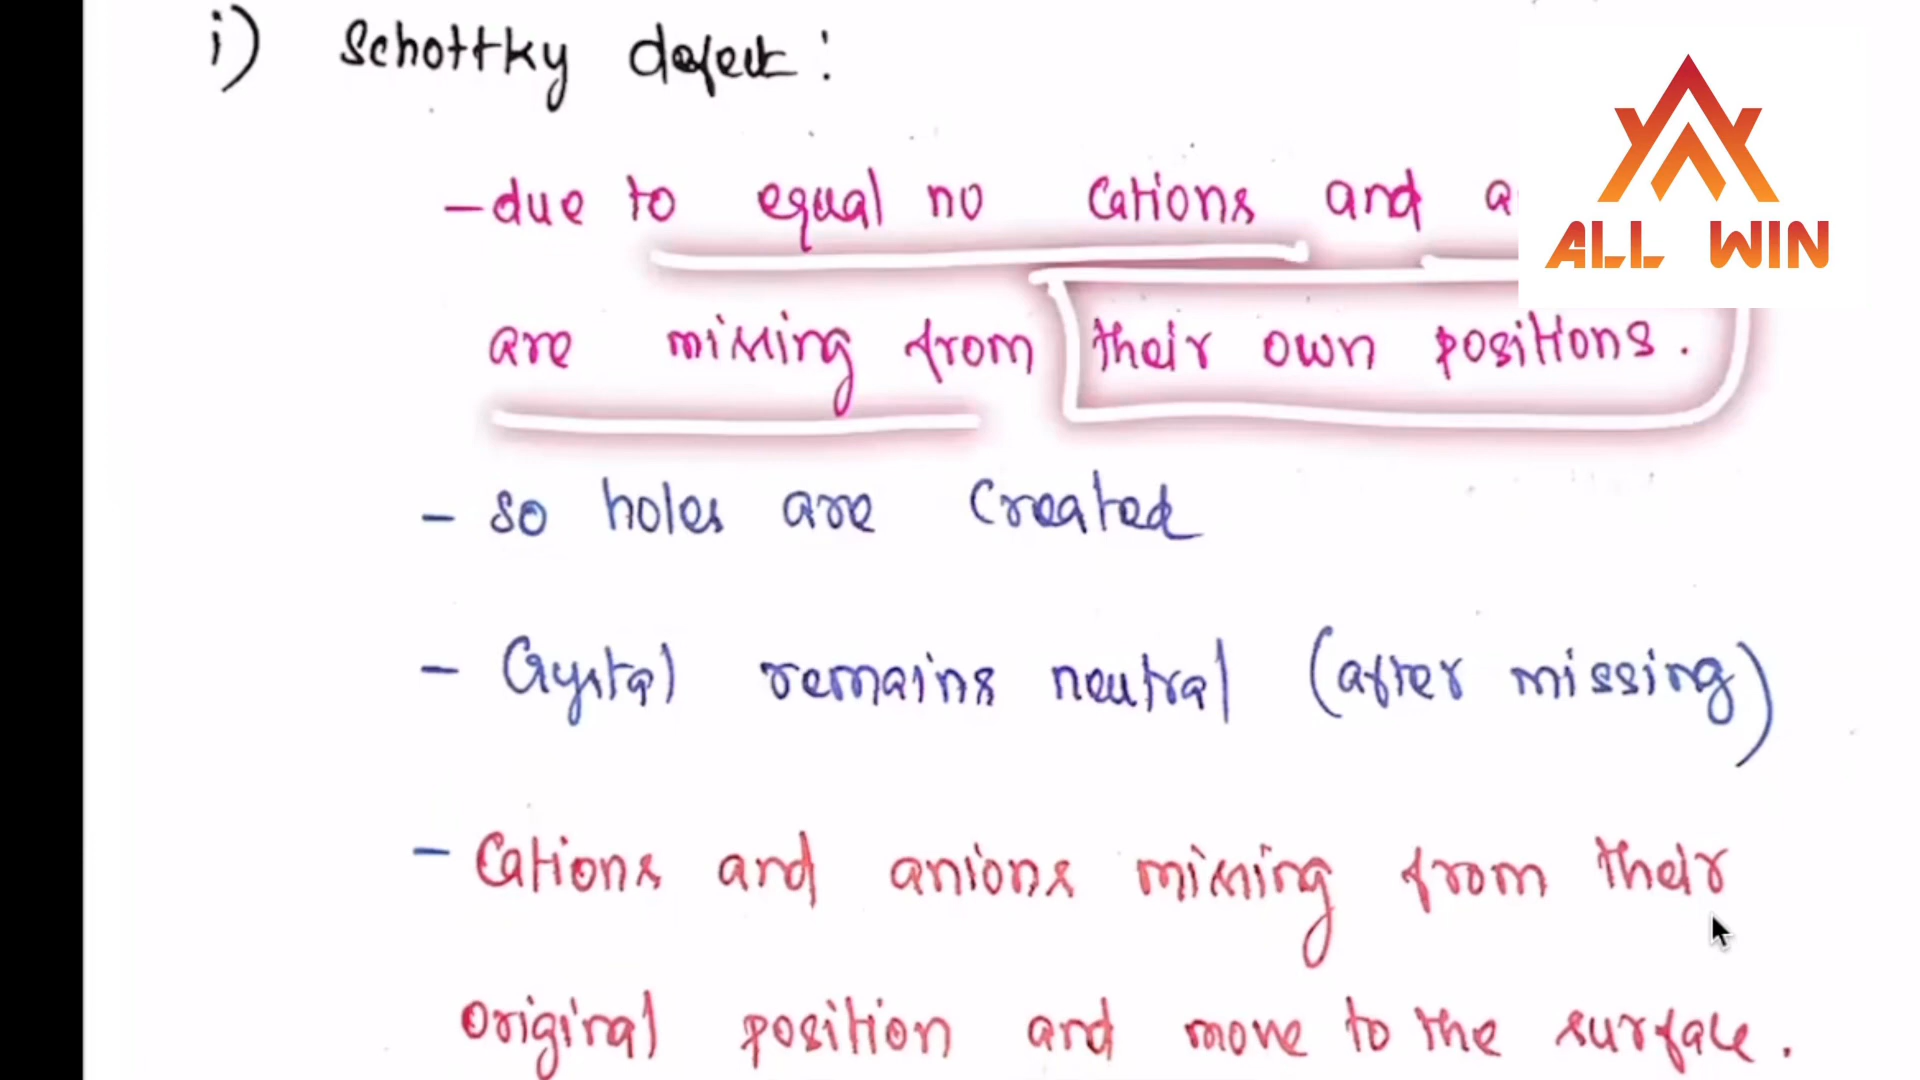 i) Schottky defect :
- due to equal no cations and a
ALL WIN
are missing from their own positions.
- so holes are created
- Crystal remains neutral (after missing)
- Cations and anions missing from their
original position and move to the surface.